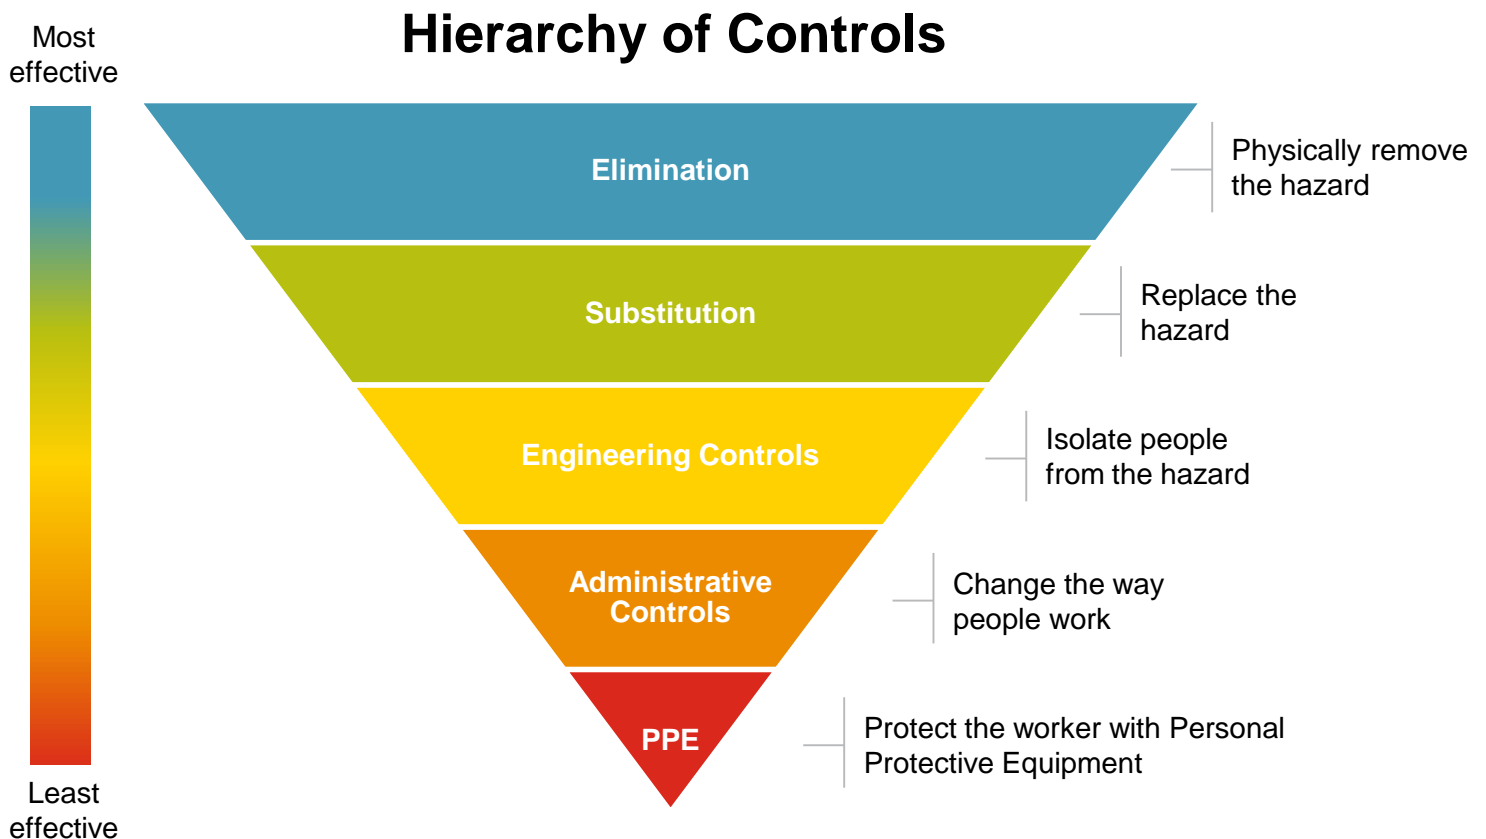 Hierarchy of Controls
Most
effective
Elimination
Physically remove
the hazard
Substitution
Replace the
hazard
Engineering Controls
Isolate people
from the hazard
Administrative
Controls
Change the way
people work
PPE
Protect the worker with Personal
Protective Equipment
Least
effective